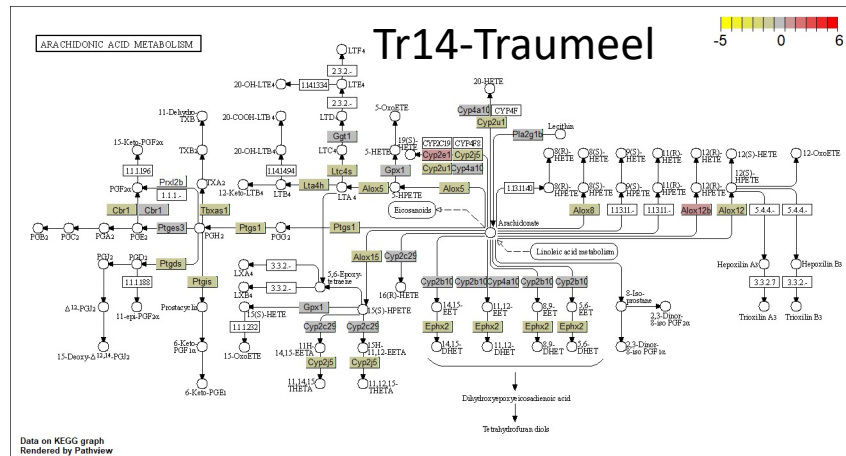 Tr14-Traumeel
-5 0 6
ARACHIDONIC ACID METABOLISM
LTF4
2.3.2.-
20-OH-LTE4 1.14.13.34 LTE4
2.3.2.-
LTD4
Ggt1
LTC4
Ltc4s
11-Dehydro-TXB2
TXB2
TXA2
Tbxas1
20-COOH-LTB4
20-OH-LTB4
1.14.14.94
12-Keto-LTB4 LTB4 Lta4h LTA4
15-Keto-PGF2α
1.1.1.196
PGF2α
Prxl2b
1.1.1.-
Cbr1 Cbr1
PGB2 PGC2 PGA2 PGE2 Ptges3 PGH2 Ptgs1 PGG2 Ptgs1
5-OxoETE
5-HETE
Gpx1
5-HPETE
Alox5 Alox5
20-HETE
Cyp4a10 CYP4F
Cyp2u1
19(S)-HETE
CYP2C19 CYP4F8
Cyp2e1 Cyp2j5
Cyp2u1 Cyp4a10
Lecithin
Pla2g1b
8(R)-HETE 8(S)-HETE 9(S)-HETE 11(R)-HETE 12(R)-HETE 12(S)-HETE 12-OxoETE
1.13.11.40 8(R)-HPETE 8(S)-HPETE 9(S)-HPETE 11(R)-HPETE 12(R)-HPETE 12(S)-HPETE
Alox8 1.13.11.- 1.13.11.- Alox12b Alox12 5.4.4.- 5.4.4.-
Eicosanoids
Arachidonate
Linoleic acid metabolism
Hepoxilin A3 Hepoxilin B3
3.3.2.7 3.3.2.-
Trioxilin A3 Trioxilin B3
PGJ2 Ptgds PGD2
1.1.1.188
Ptgis
Δ12-PGJ2 11-epi-PGF2α Prostacyclin
15-Deoxy-Δ12,14-PGJ2
6-Keto-PGF1α
6-Keto-PGE1
LXA4 3.3.2.-
LXB4 3.3.2.-
5,6-Epoxytetraene
Alox15
Cyp2c29
16(R)-HETE
15(S)-HETE Gpx1 15(S)-HPETE
1.1.1.232
15-OxoETE
Cyp2c29 Cyp2c29
11H-14,15-EETA 15H-11,12-EETA
Cyp2j5 Cyp2j5
11,14,15-THETA 11,12,15-THETA
Cyp2b10 Cyp2b10 Cyp4a10 Cyp2b10 Cyp2b10
14,15-EET 11,12-EET 8,9-EET 5,6-EET
Ephx2 Ephx2 Ephx2 Ephx2
14,15-DHET 11,12-DHET 8,9-DHET 5,6-DHET
8-Iso-prostane
2,3-Dinor-8-iso PGF2α
2,3-Dinor-8-iso PGF1α
Dihydroxyepoxyeicosadienoic acid
Tetrahydrofuran diols
Data on KEGG graph
Rendered by Pathview